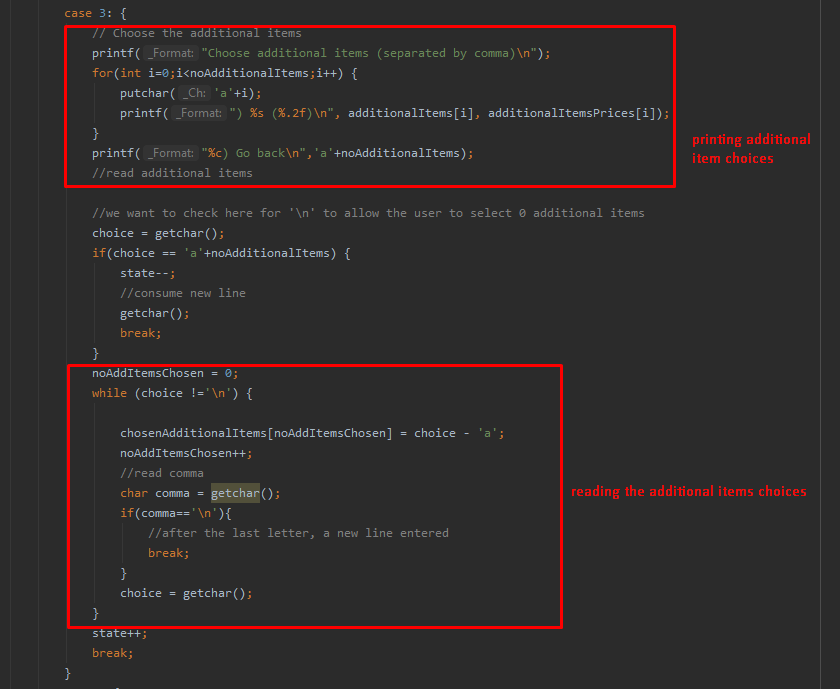 case 3: {
// Choose the additional items
printf( _Format: "Choose additional items (separated by comma)\n");
for(int i=0;i<noAdditionalItems;i++) {
putchar( _Ch: 'a'+i);
printf( _Format: ") %s (%.2f)\n", additionalItems[i], additionalItemsPrices[i]);
}
printf( _Format: "%c) Go back\n",'a'+noAdditionalItems);
//read additional items
printing additional
item choices
//we want to check here for '\n' to allow the user to select 0 additional items
choice = getchar();
if(choice == 'a'+noAdditionalItems) {
state--;
//consume new line
getchar();
break;
}
noAddItemsChosen = 0;
while (choice !='\n') {
chosenAdditionalItems[noAddItemsChosen] = choice - 'a';
noAddItemsChosen++;
//read comma
char comma = getchar();
if(comma=='\n'){
//after the last letter, a new line entered
break;
}
choice = getchar();
}
reading the additional items choices
state++;
break;
}